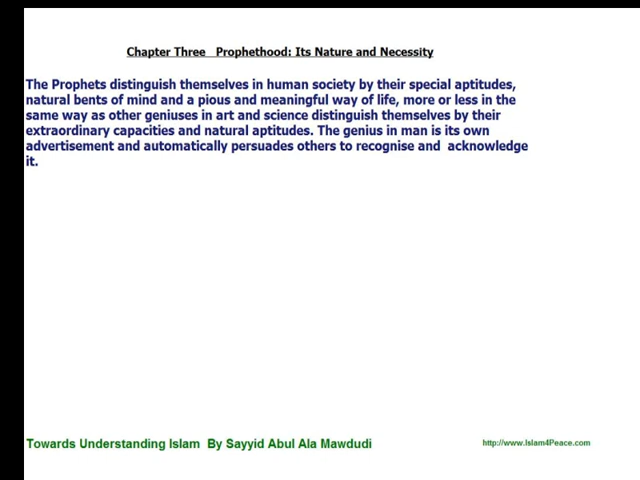 Chapter Three   Prophethood: Its Nature and Necessity
The Prophets distinguish themselves in human society by their special aptitudes,
natural bents of mind and a pious and meaningful way of life, more or less in the
same way as other geniuses in art and science distinguish themselves by their
extraordinary capacities and natural aptitudes. The genius in man is its own
advertisement and automatically persuades others to recognise and  acknowledge
it.
Towards Understanding Islam  By Sayyid Abul Ala Mawdudi
http://www.Islam4Peace.com